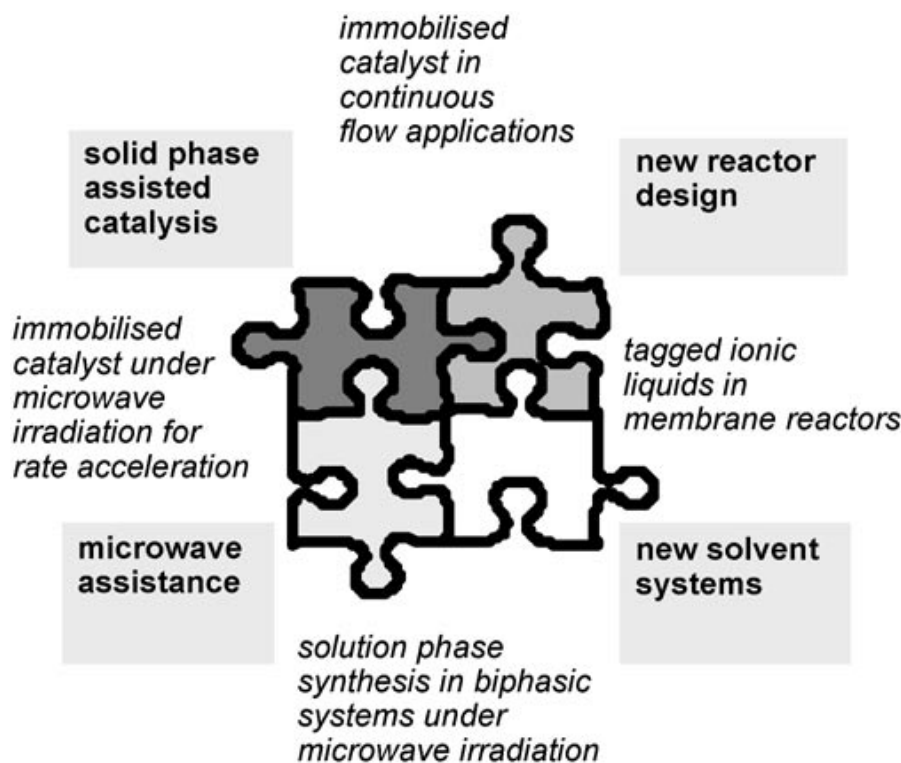 immobilised
catalyst in
continuous
flow applications
solid phase
assisted
catalysis
new reactor
design
immobilised
catalyst under
microwave
irradiation for
rate acceleration
tagged ionic
liquids in
membrane reactors
microwave
assistance
new solvent
systems
solution phase
synthesis in biphasic
systems under
microwave irradiation